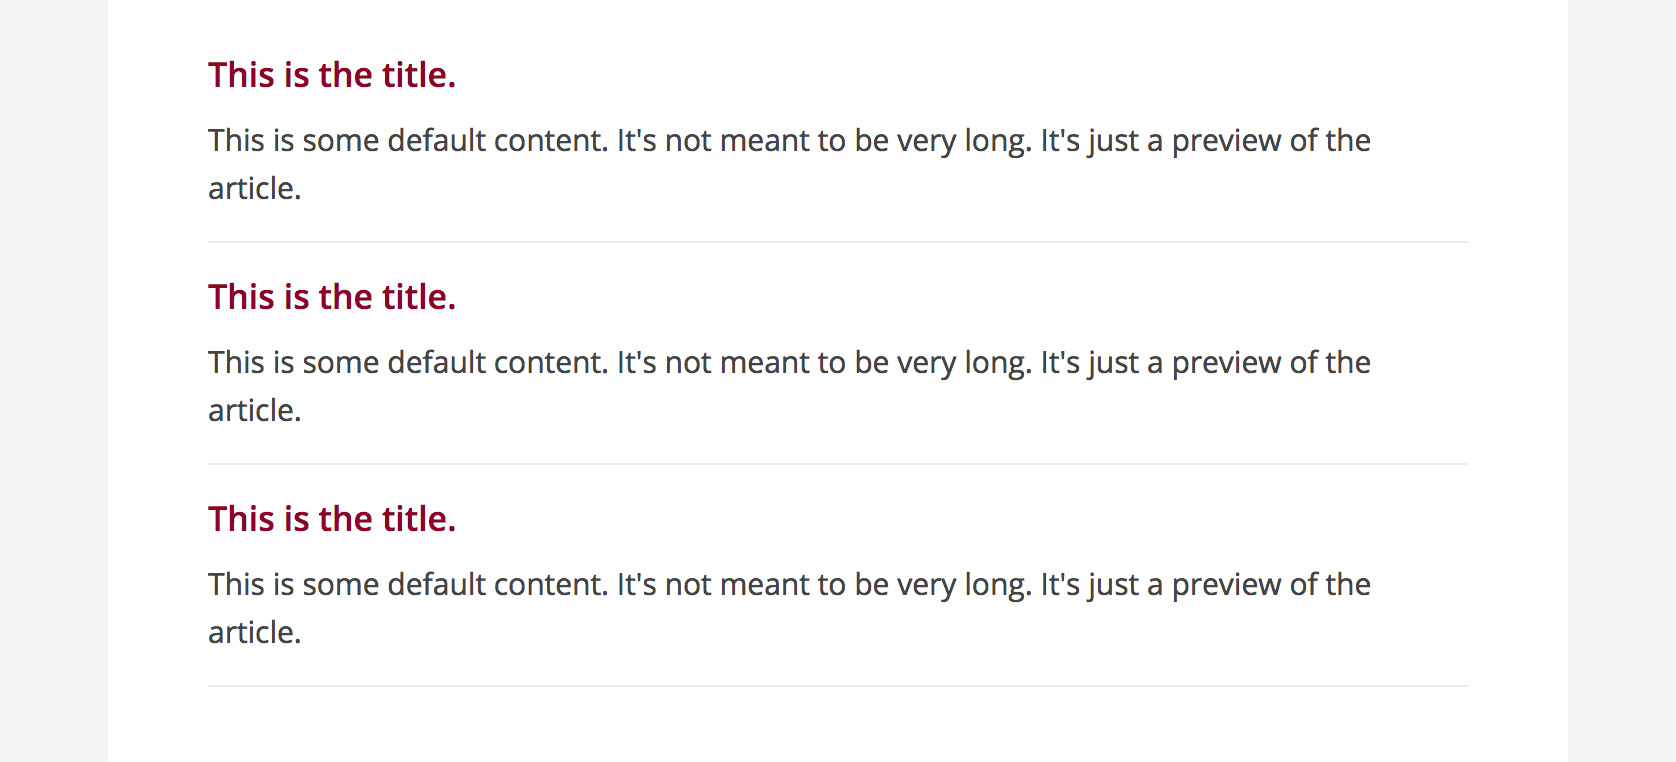 This is the title.
This is some default content. It's not meant to be very long. It's just a preview of the
article.
This is the title.
This is some default content. It's not meant to be very long. It's just a preview of the
article.
This is the title.
This is some default content. It's not meant to be very long. It's just a preview of the
article.